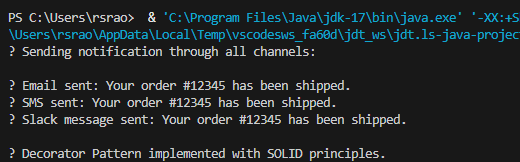 PS C:\Users\rsrao>  & 'C:\Program Files\Java\jdk-17\bin\java.exe' '-XX:+S
\Users\rsrao\AppData\Local\Temp\vscodesws_fa60d\jdt_ws\jdt.ls-java-projec
? Sending notification through all channels:
? Email sent: Your order #12345 has been shipped.
? SMS sent: Your order #12345 has been shipped.
? Slack message sent: Your order #12345 has been shipped.
? Decorator Pattern implemented with SOLID principles.